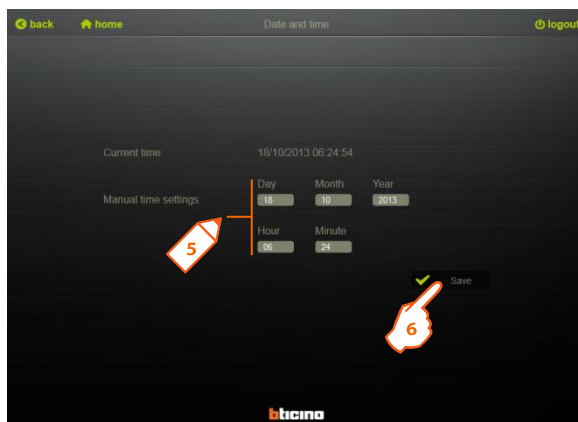 back home Date and time logout
Current time: 18/10/2013 06:24:54
Day Month Year
Manual time settings: 18 10 2013
5
Hour Minute
06 24
Save
6
bticino